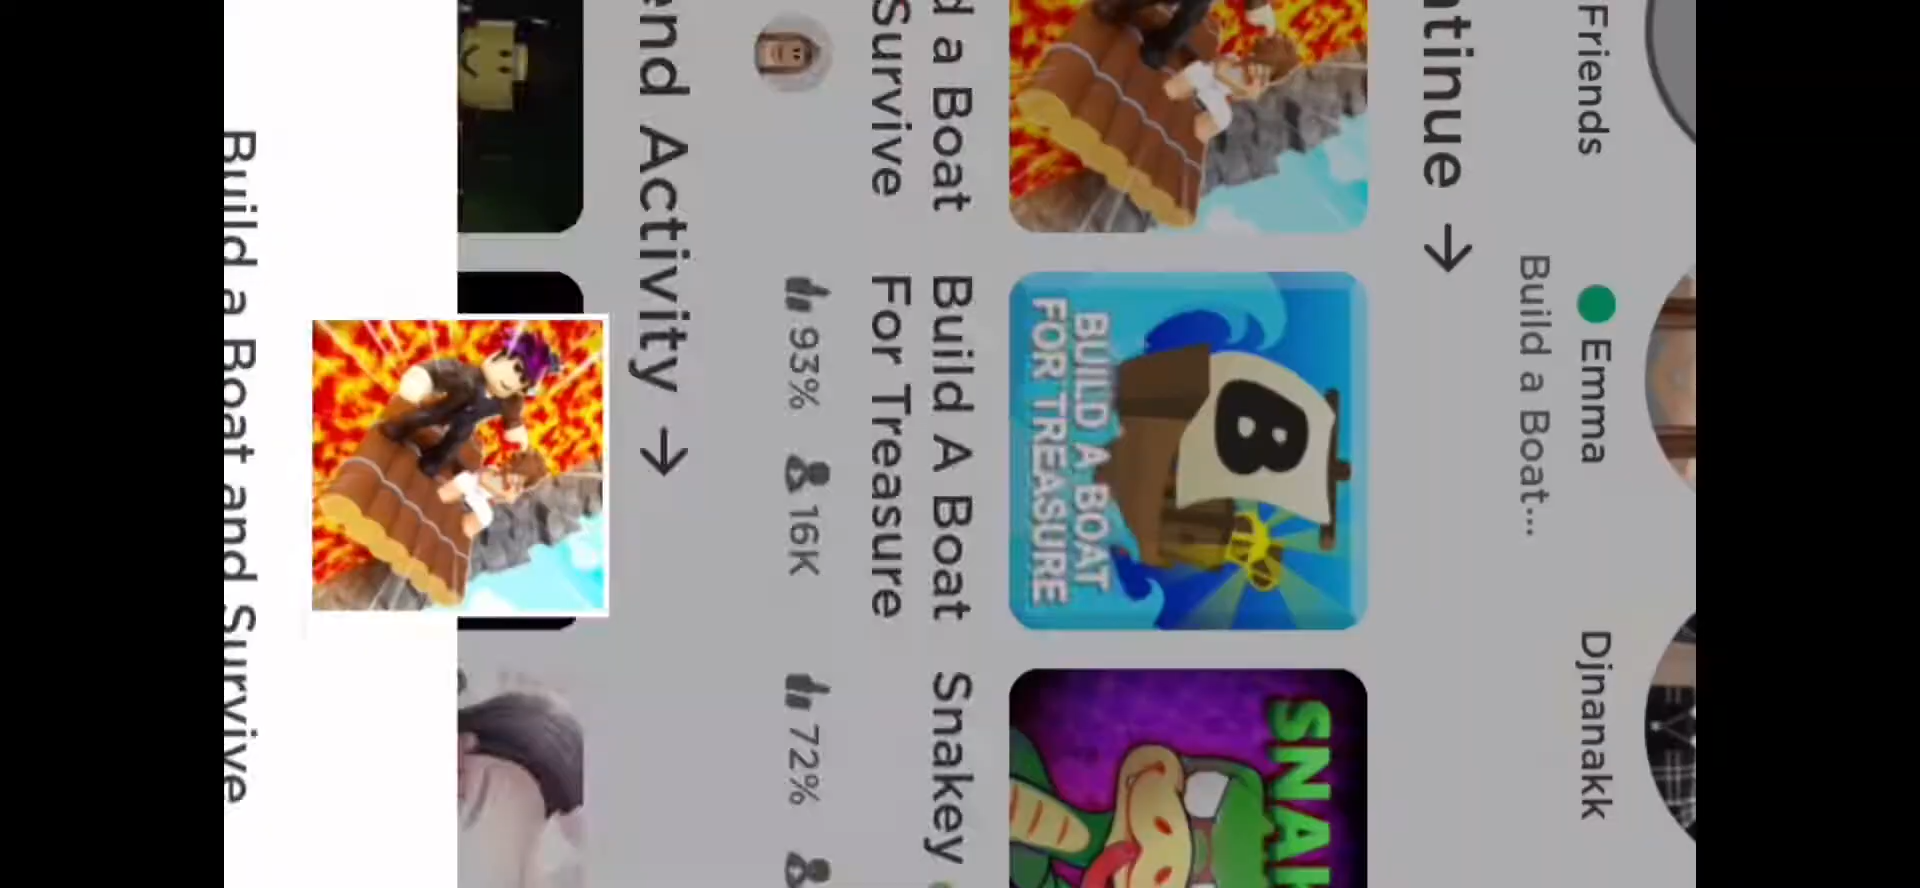 Friends
Emma
Build a Boat...
Djnanakk
ntinue →
BUILD A BOAT
FOR TREASURE
SNAK
d a Boat
Survive
Build A Boat
For Treasure
93% 16K
Snakey
72%
end Activity →
Build a Boat and Survive